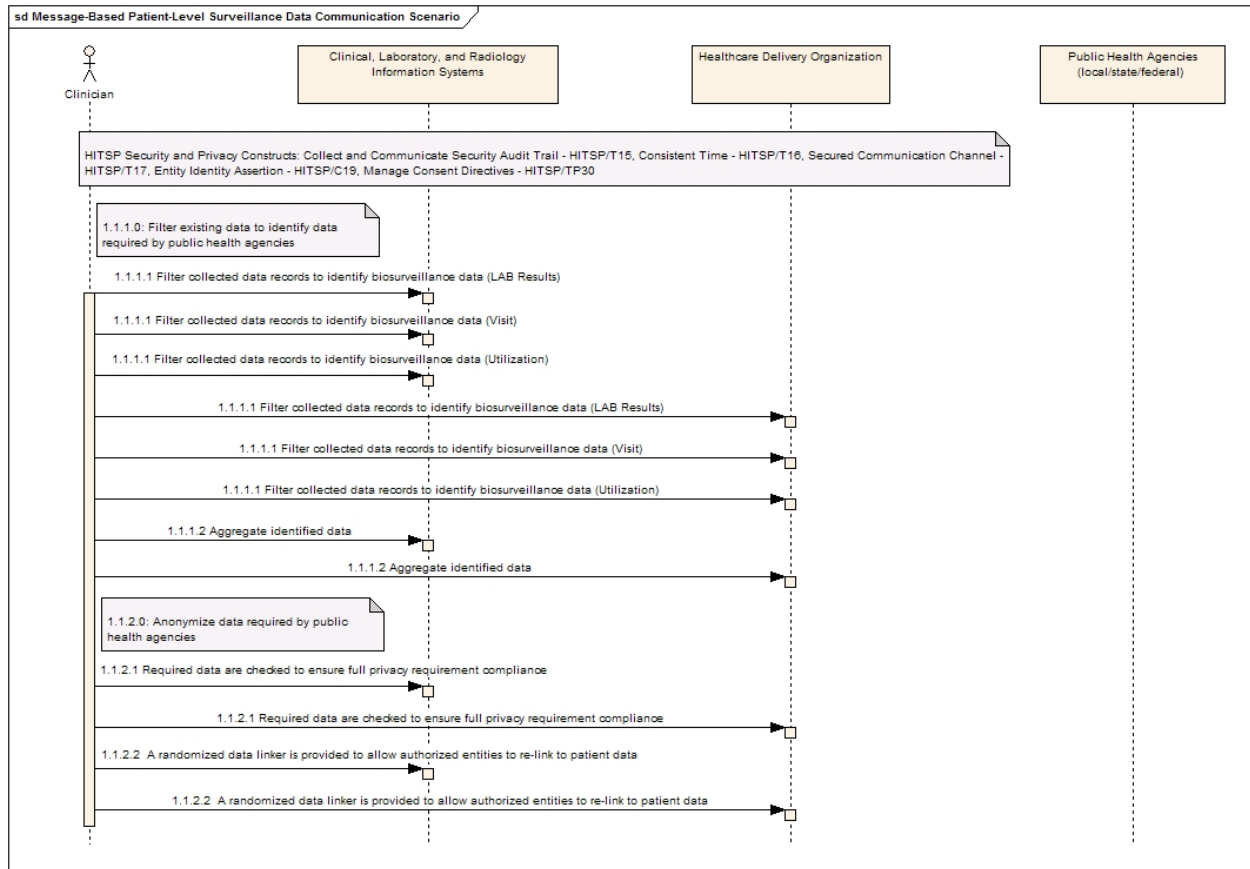 sd Message-Based Patient-Level Surveillance Data Communication Scenario
Clinician
Clinical, Laboratory, and Radiology
Information Systems
Healthcare Delivery Organization
Public Health Agencies
(local/state/federal)
HITSP Security and Privacy Constructs: Collect and Communicate Security Audit Trail - HITSP/T15, Consistent Time - HITSP/T16, Secured Communication Channel -
HITSP/T17, Entity Identity Assertion - HITSP/C19, Manage Consent Directives - HITSP/TP30
1.1.1.0: Filter existing data to identify data
required by public health agencies
1.1.1.1 Filter collected data records to identify biosurveillance data (LAB Results)
1.1.1.1 Filter collected data records to identify biosurveillance data (Visit)
1.1.1.1 Filter collected data records to identify biosurveillance data (Utilization)
1.1.1.1 Filter collected data records to identify biosurveillance data (LAB Results)
1.1.1.1 Filter collected data records to identify biosurveillance data (Visit)
1.1.1.1 Filter collected data records to identify biosurveillance data (Utilization)
1.1.1.2 Aggregate identified data
1.1.1.2 Aggregate identified data
1.1.2.0: Anonymize data required by public
health agencies
1.1.2.1 Required data are checked to ensure full privacy requirement compliance
1.1.2.1 Required data are checked to ensure full privacy requirement compliance
1.1.2.2 A randomized data linker is provided to allow authorized entities to re-link to patient data
1.1.2.2 A randomized data linker is provided to allow authorized entities to re-link to patient data